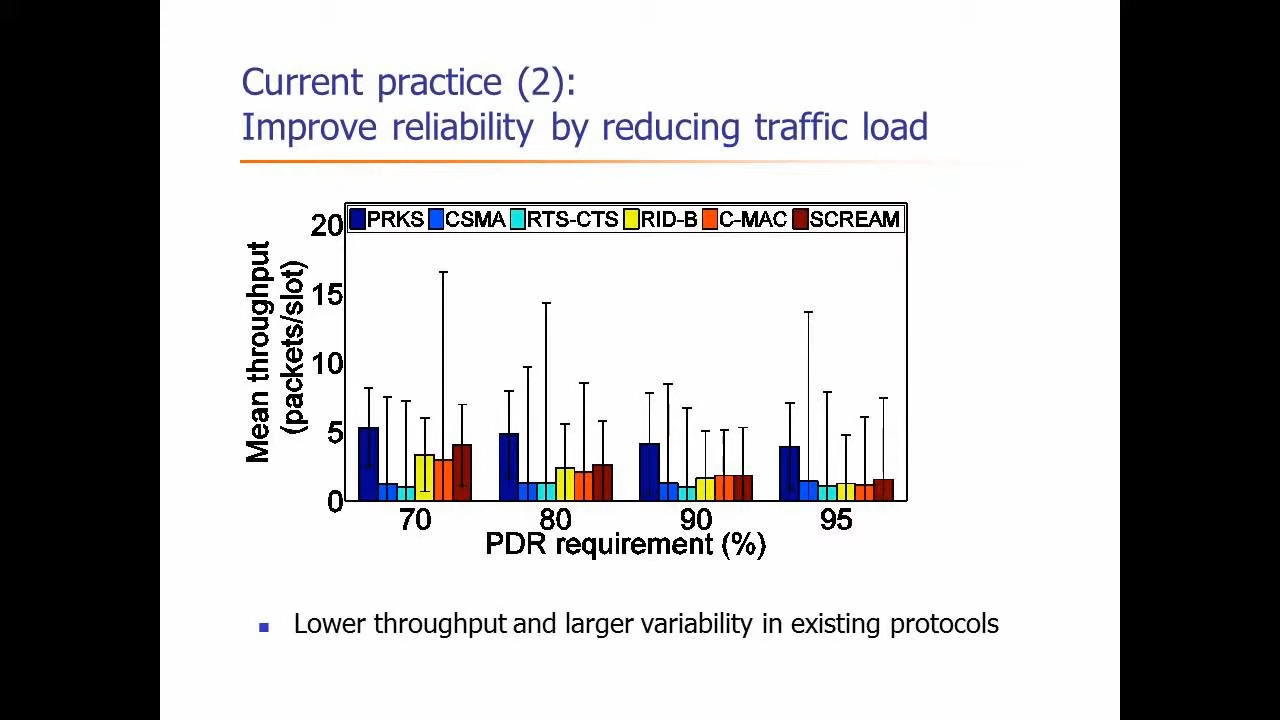 Current practice (2):
Improve reliability by reducing traffic load
PRKS CSMA RTS-CTS RID-B C-MAC SCREAM
Mean throughput
(packets/slot)
20
15
10
5
0
70 80 90 95
PDR requirement (%)
Lower throughput and larger variability in existing protocols